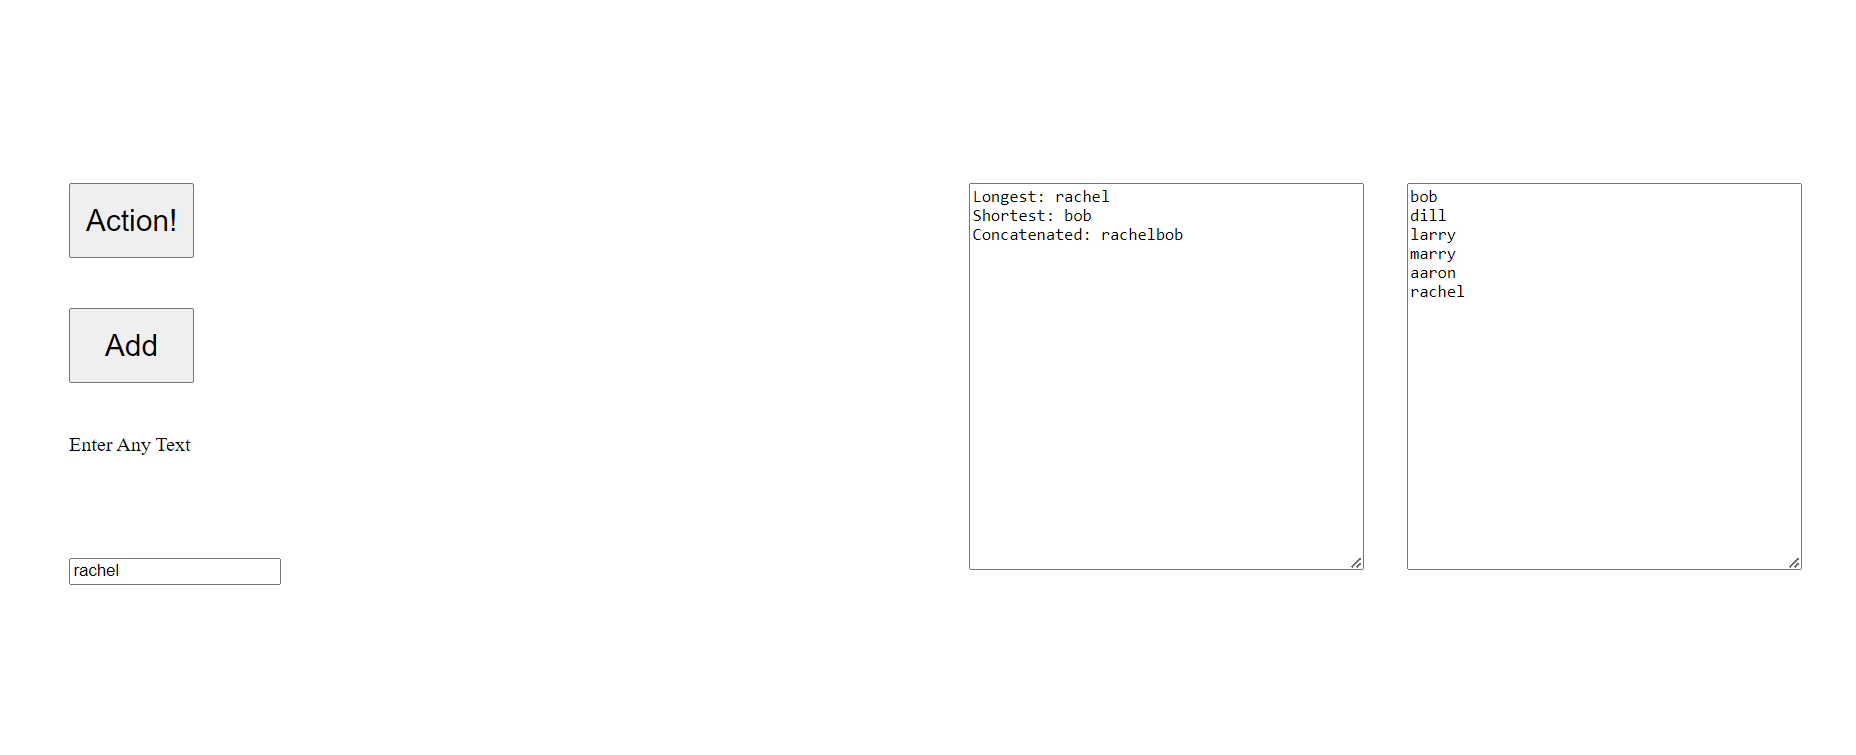 Action!
Add
Enter Any Text
rachel
Longest: rachel
Shortest: bob
Concatenated: rachelbob
bob
dill
larry
marry
aaron
rachel